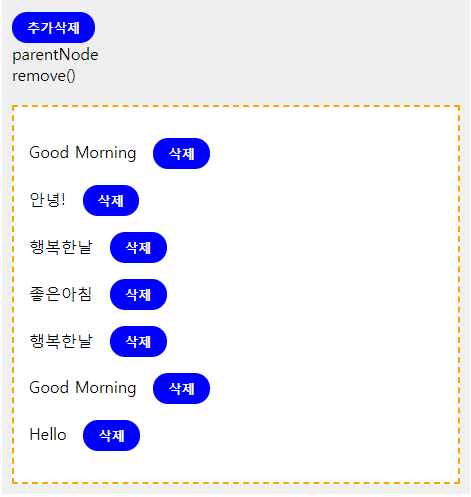 추가삭제
parentNode
remove()
Good Morning 삭제
안녕! 삭제
행복한날 삭제
좋은아침 삭제
행복한날 삭제
Good Morning 삭제
Hello 삭제